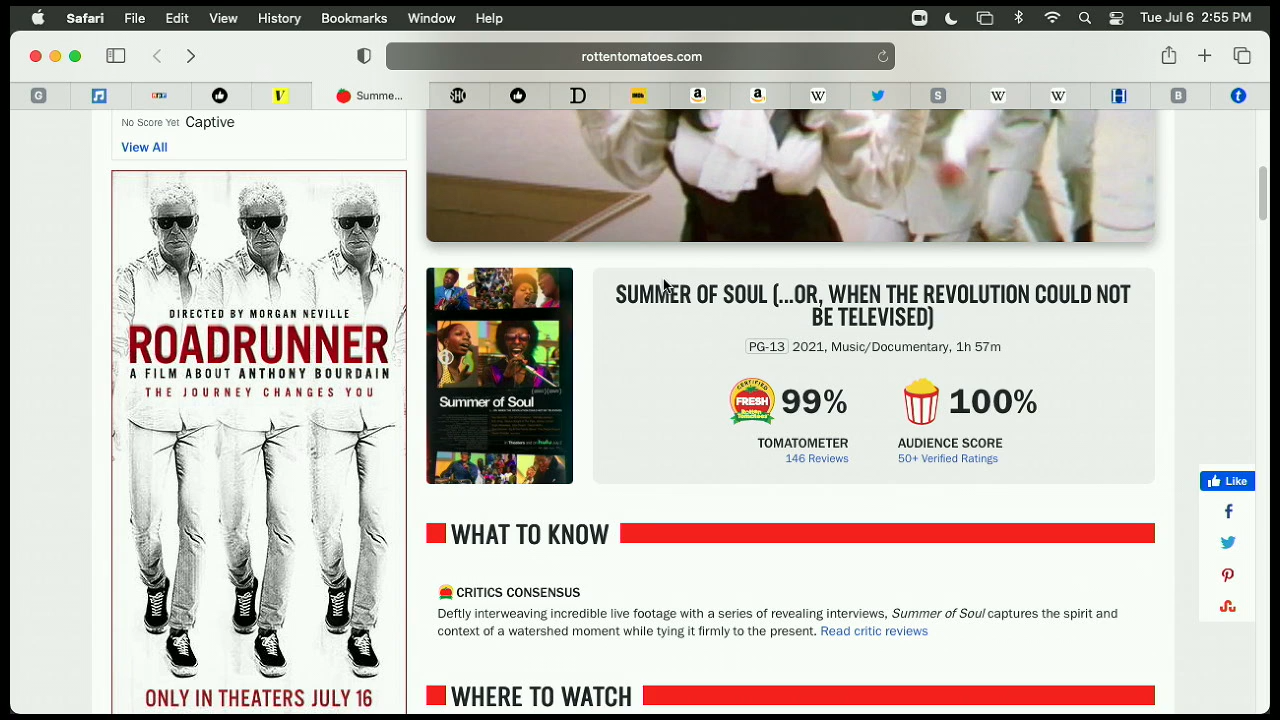 Safari File Edit View History Bookmarks Window Help Tue Jul 6 2:55 PM
rottentomatoes.com
G npr V Summe... SHO D IMDb a a W S W W H B t
No Score Yet Captive
View All
DIRECTED BY MORGAN NEVILLE
ROADRUNNER
A FILM ABOUT ANTHONY BOURDAIN
THE JOURNEY CHANGES YOU
ONLY IN THEATERS JULY 16
Summer of Soul
SUMMER OF SOUL (...OR, WHEN THE REVOLUTION COULD NOT
BE TELEVISED)
PG-13 2021, Music/Documentary, 1h 57m
CERTIFIED
FRESH
99% 100%
TOMATOMETER AUDIENCE SCORE
146 Reviews 50+ Verified Ratings
Like
WHAT TO KNOW
CRITICS CONSENSUS
Deftly interweaving incredible live footage with a series of revealing interviews, Summer of Soul captures the spirit and
context of a watershed moment while tying it firmly to the present. Read critic reviews
WHERE TO WATCH